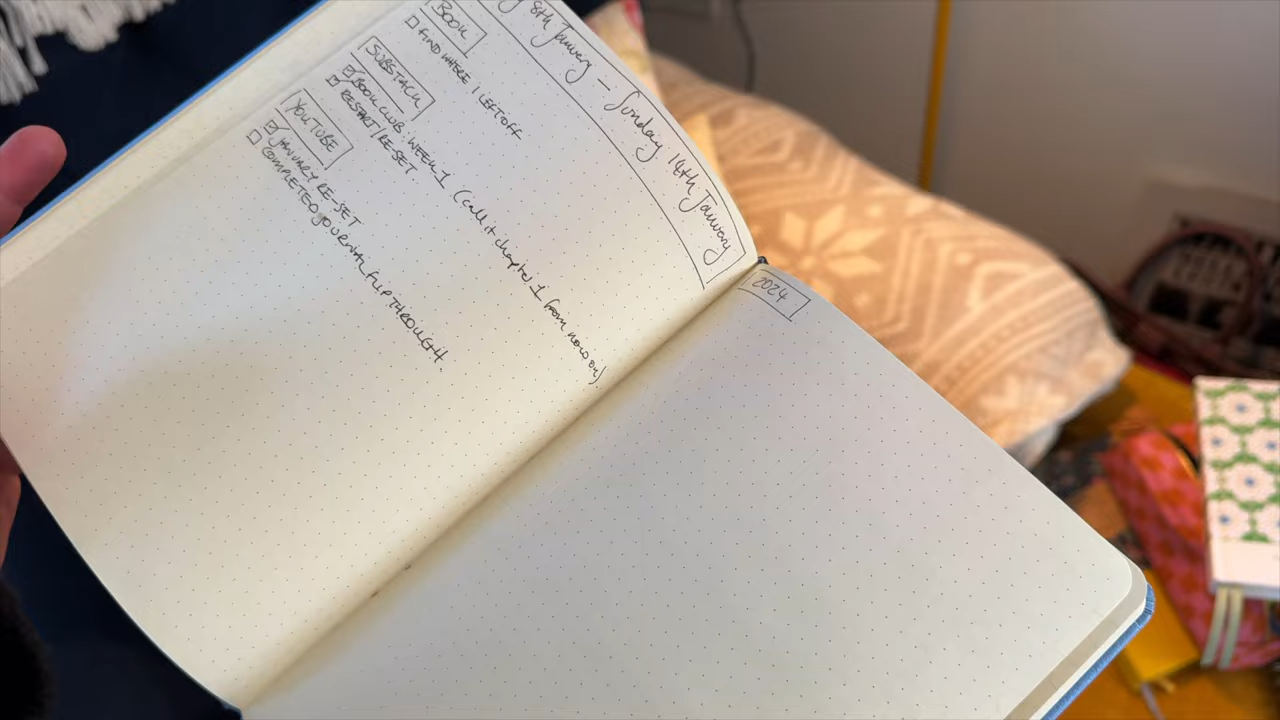 8th January – Sunday 14th January
2024
BOOK
FIND WHERE I LEFT OFF
SUBSTACK
BOOK CLUB: WEEK 1 (call it chapter 1 from now on)
RESTART/RE-SET
YOUTUBE
JANUARY RE-SET
COMPLETED JOURNAL FLIP THROUGH.